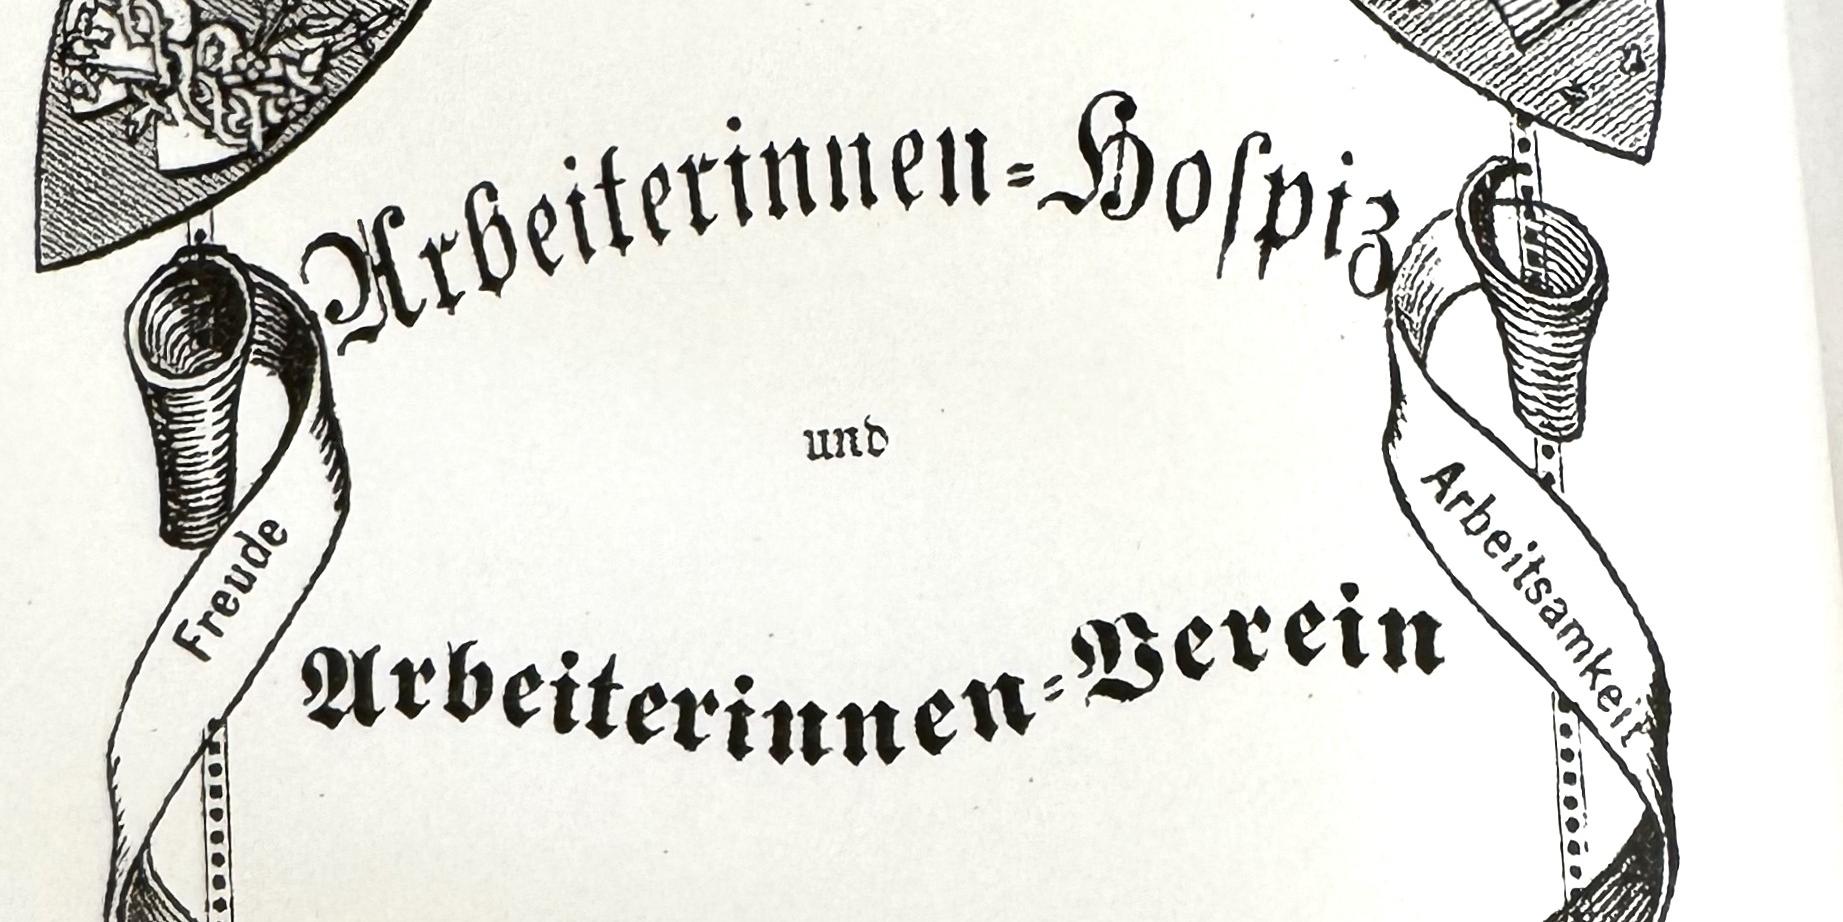 Arbeiterinnen-Hospiz
und
Freude
Arbeitsamkeit
Arbeiterinnen-Verein